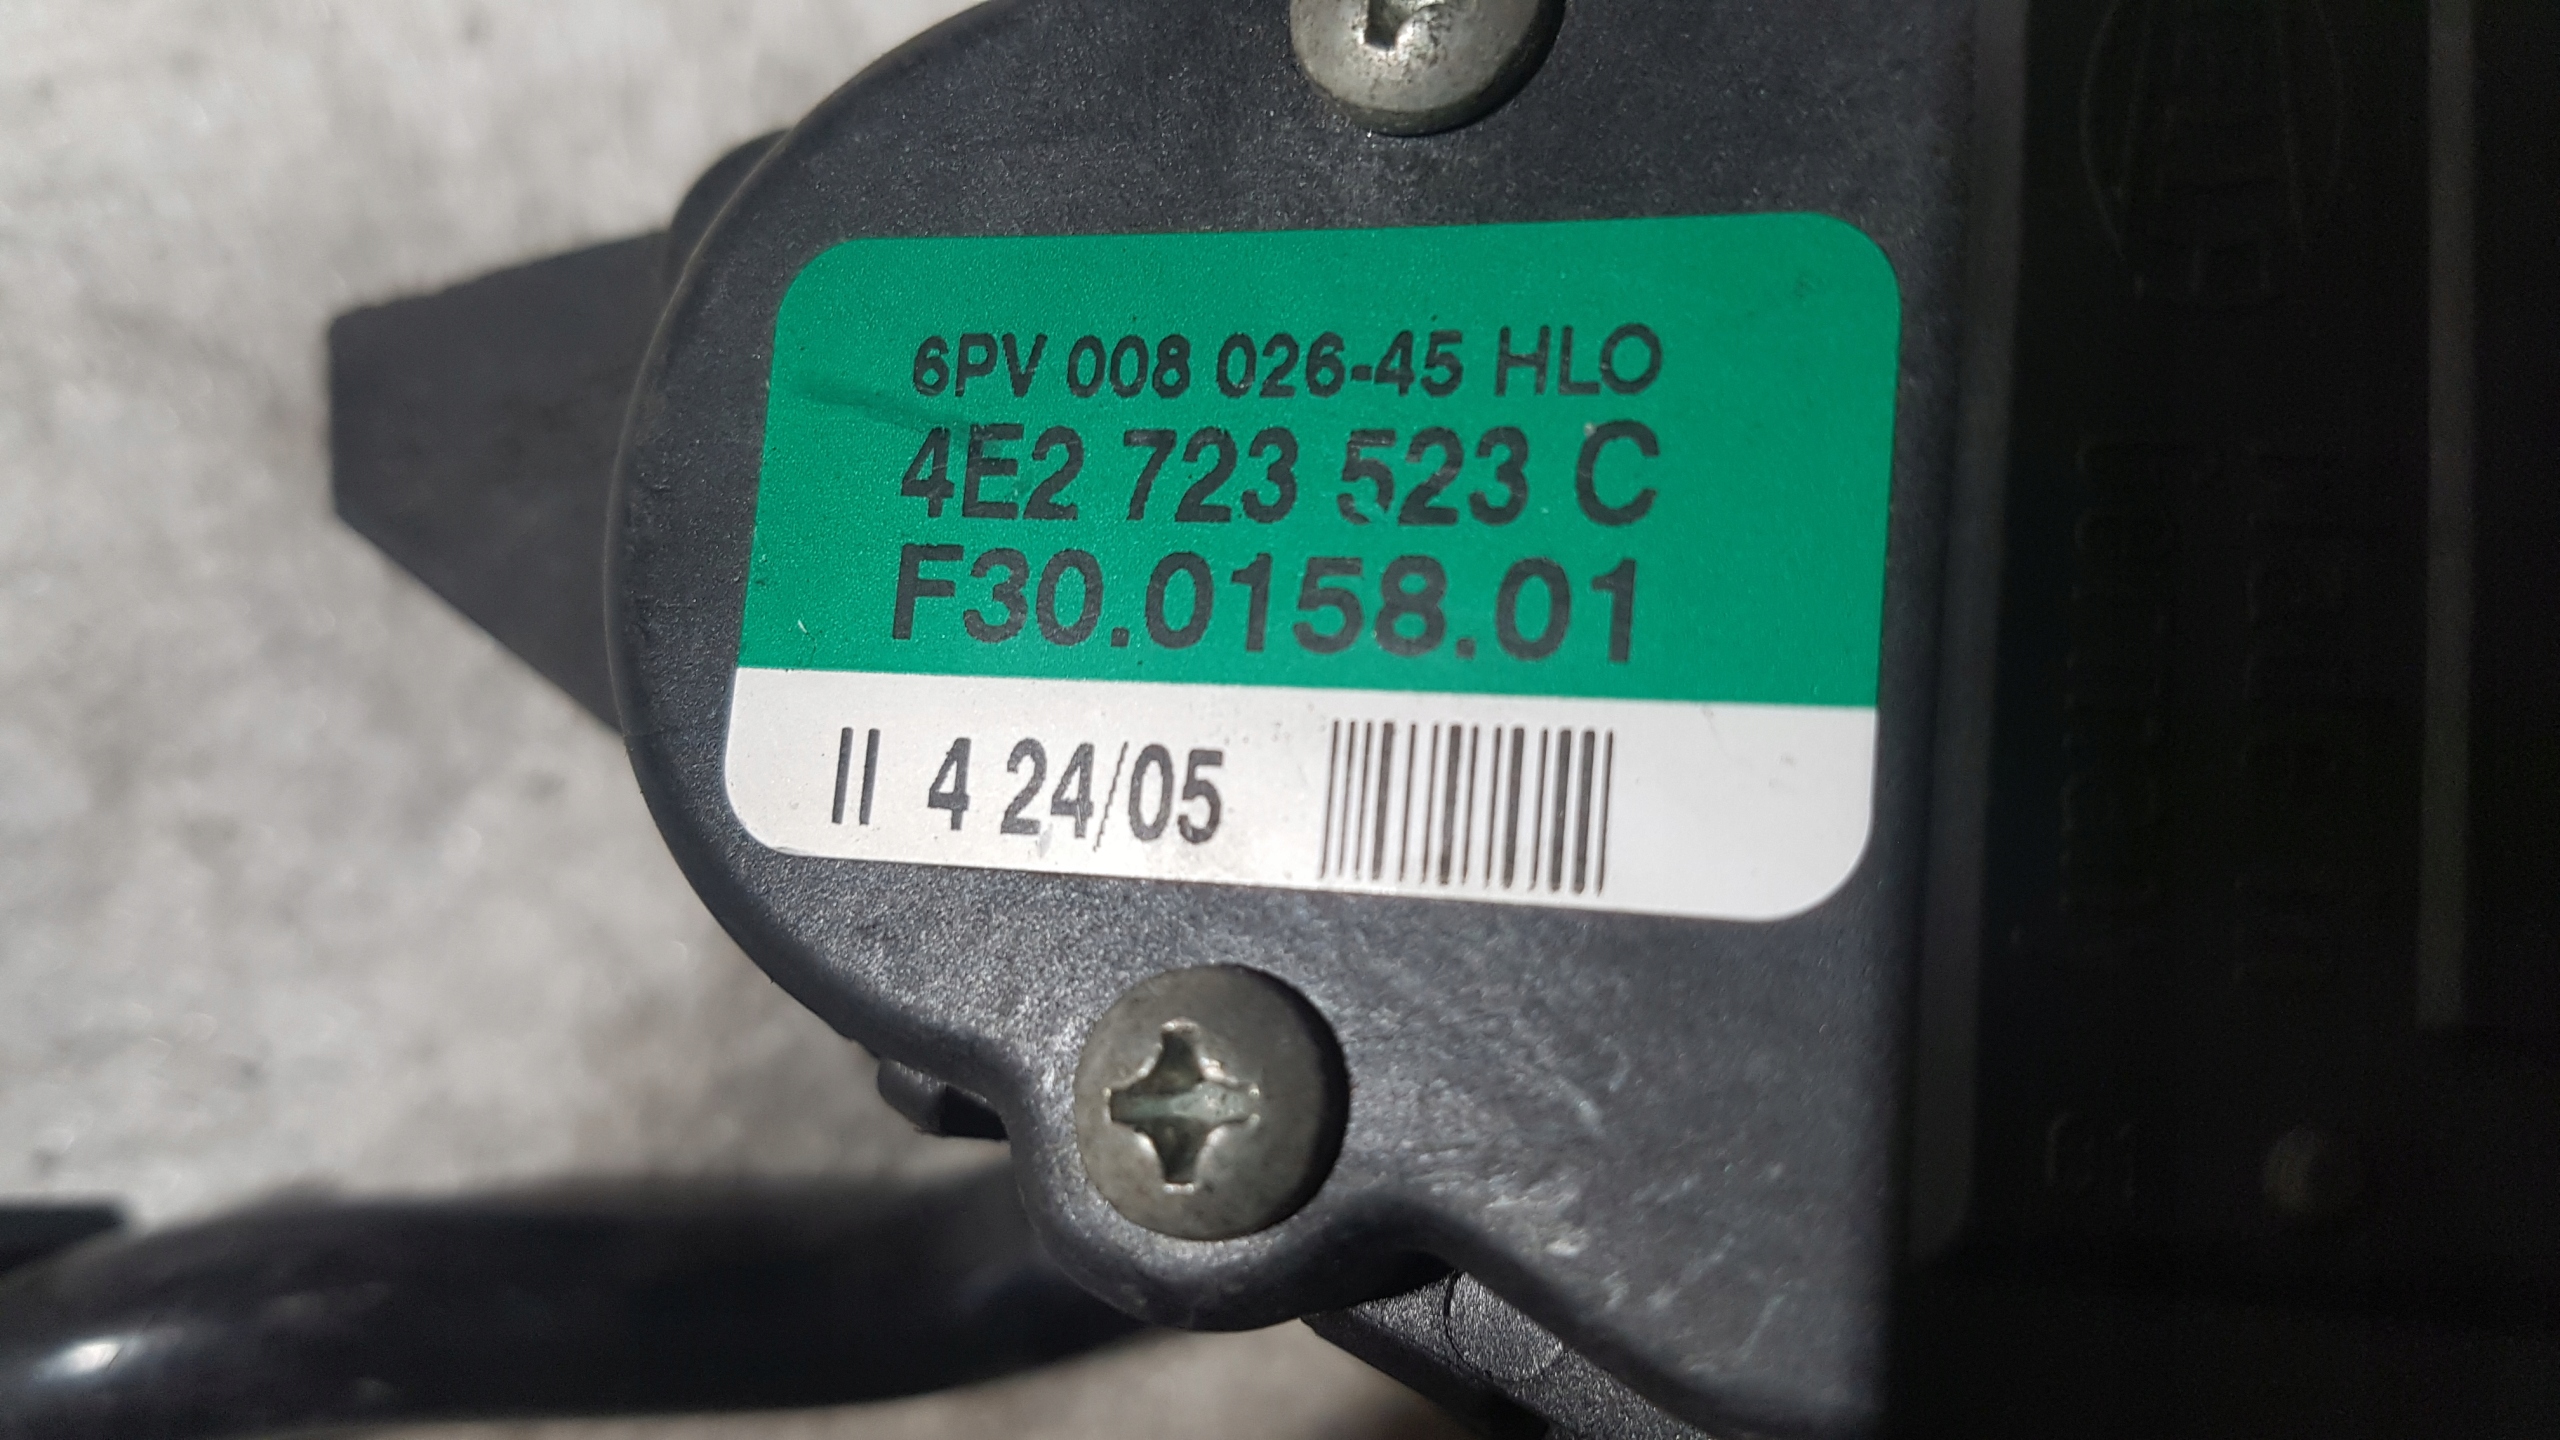 6PV 008 026-45 HLO
4E2 723 523 C
F30.0158.01
II 4 24/05